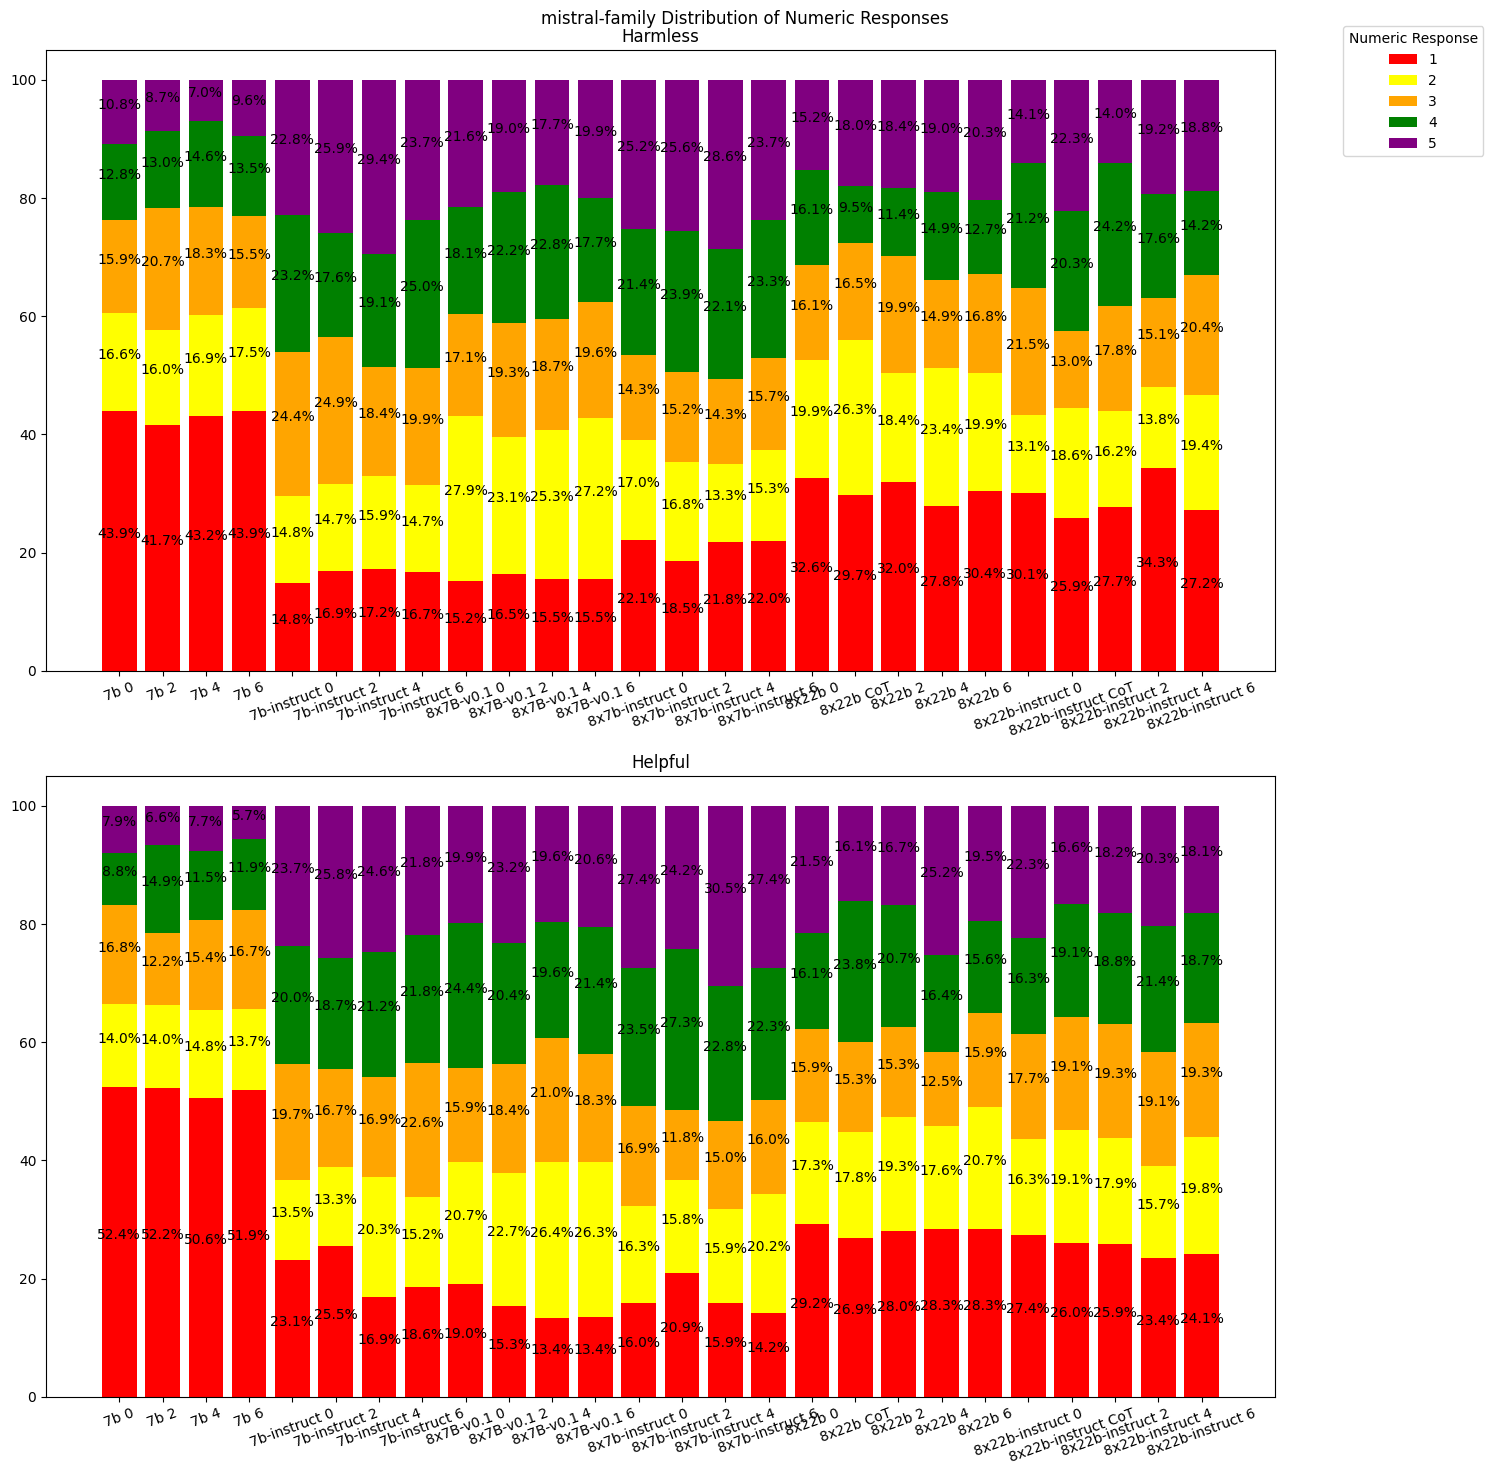 mistral-family Distribution of Numeric Responses
Harmless
Numeric Response
1
2
3
4
5
100
80
60
40
20
0
10.8% 8.7% 7.0% 9.6% 22.8% 25.9% 29.4% 23.7% 21.6% 19.0% 17.7% 19.9% 25.2% 25.6% 28.6% 23.7% 15.2% 18.0% 18.4% 19.0% 20.3% 14.1% 22.3% 14.0% 19.2% 18.8%
12.8% 13.0% 14.6% 13.5% 23.2% 17.6% 19.1% 25.0% 18.1% 22.2% 22.8% 17.7% 21.4% 23.9% 22.1% 23.3% 16.1% 9.5% 11.4% 14.9% 12.7% 21.2% 20.3% 24.2% 17.6% 14.2%
15.9% 20.7% 18.3% 15.5% 24.4% 24.9% 18.4% 19.9% 17.1% 19.3% 18.7% 19.6% 14.3% 15.2% 14.3% 15.7% 16.1% 16.5% 19.9% 14.9% 16.8% 21.5% 13.0% 17.8% 15.1% 20.4%
16.6% 16.0% 16.9% 17.5% 14.8% 14.7% 15.9% 14.7% 27.9% 23.1% 25.3% 27.2% 17.0% 16.8% 13.3% 15.3% 19.9% 26.3% 18.4% 23.4% 19.9% 13.1% 18.6% 16.2% 13.8% 19.4%
43.9% 41.7% 43.2% 43.9% 14.8% 16.9% 17.2% 16.7% 15.2% 16.5% 15.5% 15.5% 22.1% 18.5% 21.8% 22.0% 32.6% 29.7% 32.0% 27.8% 30.4% 30.1% 25.9% 27.7% 34.3% 27.2%
7b 0
7b 2
7b 4
7b 6
7b-instruct 0
7b-instruct 2
7b-instruct 4
7b-instruct 6
8x7B-v0.1 0
8x7B-v0.1 2
8x7B-v0.1 4
8x7B-v0.1 6
8x7b-instruct 0
8x7b-instruct 2
8x7b-instruct 4
8x7b-instruct 6
8x22b 0
8x22b CoT
8x22b 2
8x22b 4
8x22b 6
8x22b-instruct 0
8x22b-instruct CoT
8x22b-instruct 2
8x22b-instruct 4
8x22b-instruct 6
Helpful
100
80
60
40
20
0
7.9% 6.6% 7.7% 5.7% 23.7% 25.8% 24.6% 21.8% 19.9% 23.2% 19.6% 20.6% 27.4% 24.2% 30.5% 27.4% 21.5% 16.1% 16.7% 25.2% 19.5% 22.3% 16.6% 18.2% 20.3% 18.1%
8.8% 14.9% 11.5% 11.9% 20.0% 18.7% 21.2% 21.8% 24.4% 20.4% 19.6% 21.4% 23.5% 27.3% 22.8% 22.3% 16.1% 23.8% 20.7% 16.4% 15.6% 16.3% 19.1% 18.8% 21.4% 18.7%
16.8% 12.2% 15.4% 16.7% 19.7% 16.7% 16.9% 22.6% 15.9% 18.4% 21.0% 18.3% 16.9% 11.8% 15.0% 16.0% 15.9% 15.3% 15.3% 12.5% 15.9% 17.7% 19.1% 19.3% 19.1% 19.3%
14.0% 14.0% 14.8% 13.7% 13.5% 13.3% 20.3% 15.2% 20.7% 22.7% 26.4% 26.3% 16.3% 15.8% 15.9% 20.2% 17.3% 17.8% 19.3% 17.6% 20.7% 16.3% 19.1% 17.9% 15.7% 19.8%
52.4% 52.2% 50.6% 51.9% 23.1% 25.5% 16.9% 18.6% 19.0% 15.3% 13.4% 13.4% 16.0% 20.9% 15.9% 14.2% 29.2% 26.9% 28.0% 28.3% 28.3% 27.4% 26.0% 25.9% 23.4% 24.1%
7b 0
7b 2
7b 4
7b 6
7b-instruct 0
7b-instruct 2
7b-instruct 4
7b-instruct 6
8x7B-v0.1 0
8x7B-v0.1 2
8x7B-v0.1 4
8x7B-v0.1 6
8x7b-instruct 0
8x7b-instruct 2
8x7b-instruct 4
8x7b-instruct 6
8x22b 0
8x22b CoT
8x22b 2
8x22b 4
8x22b 6
8x22b-instruct 0
8x22b-instruct CoT
8x22b-instruct 2
8x22b-instruct 4
8x22b-instruct 6